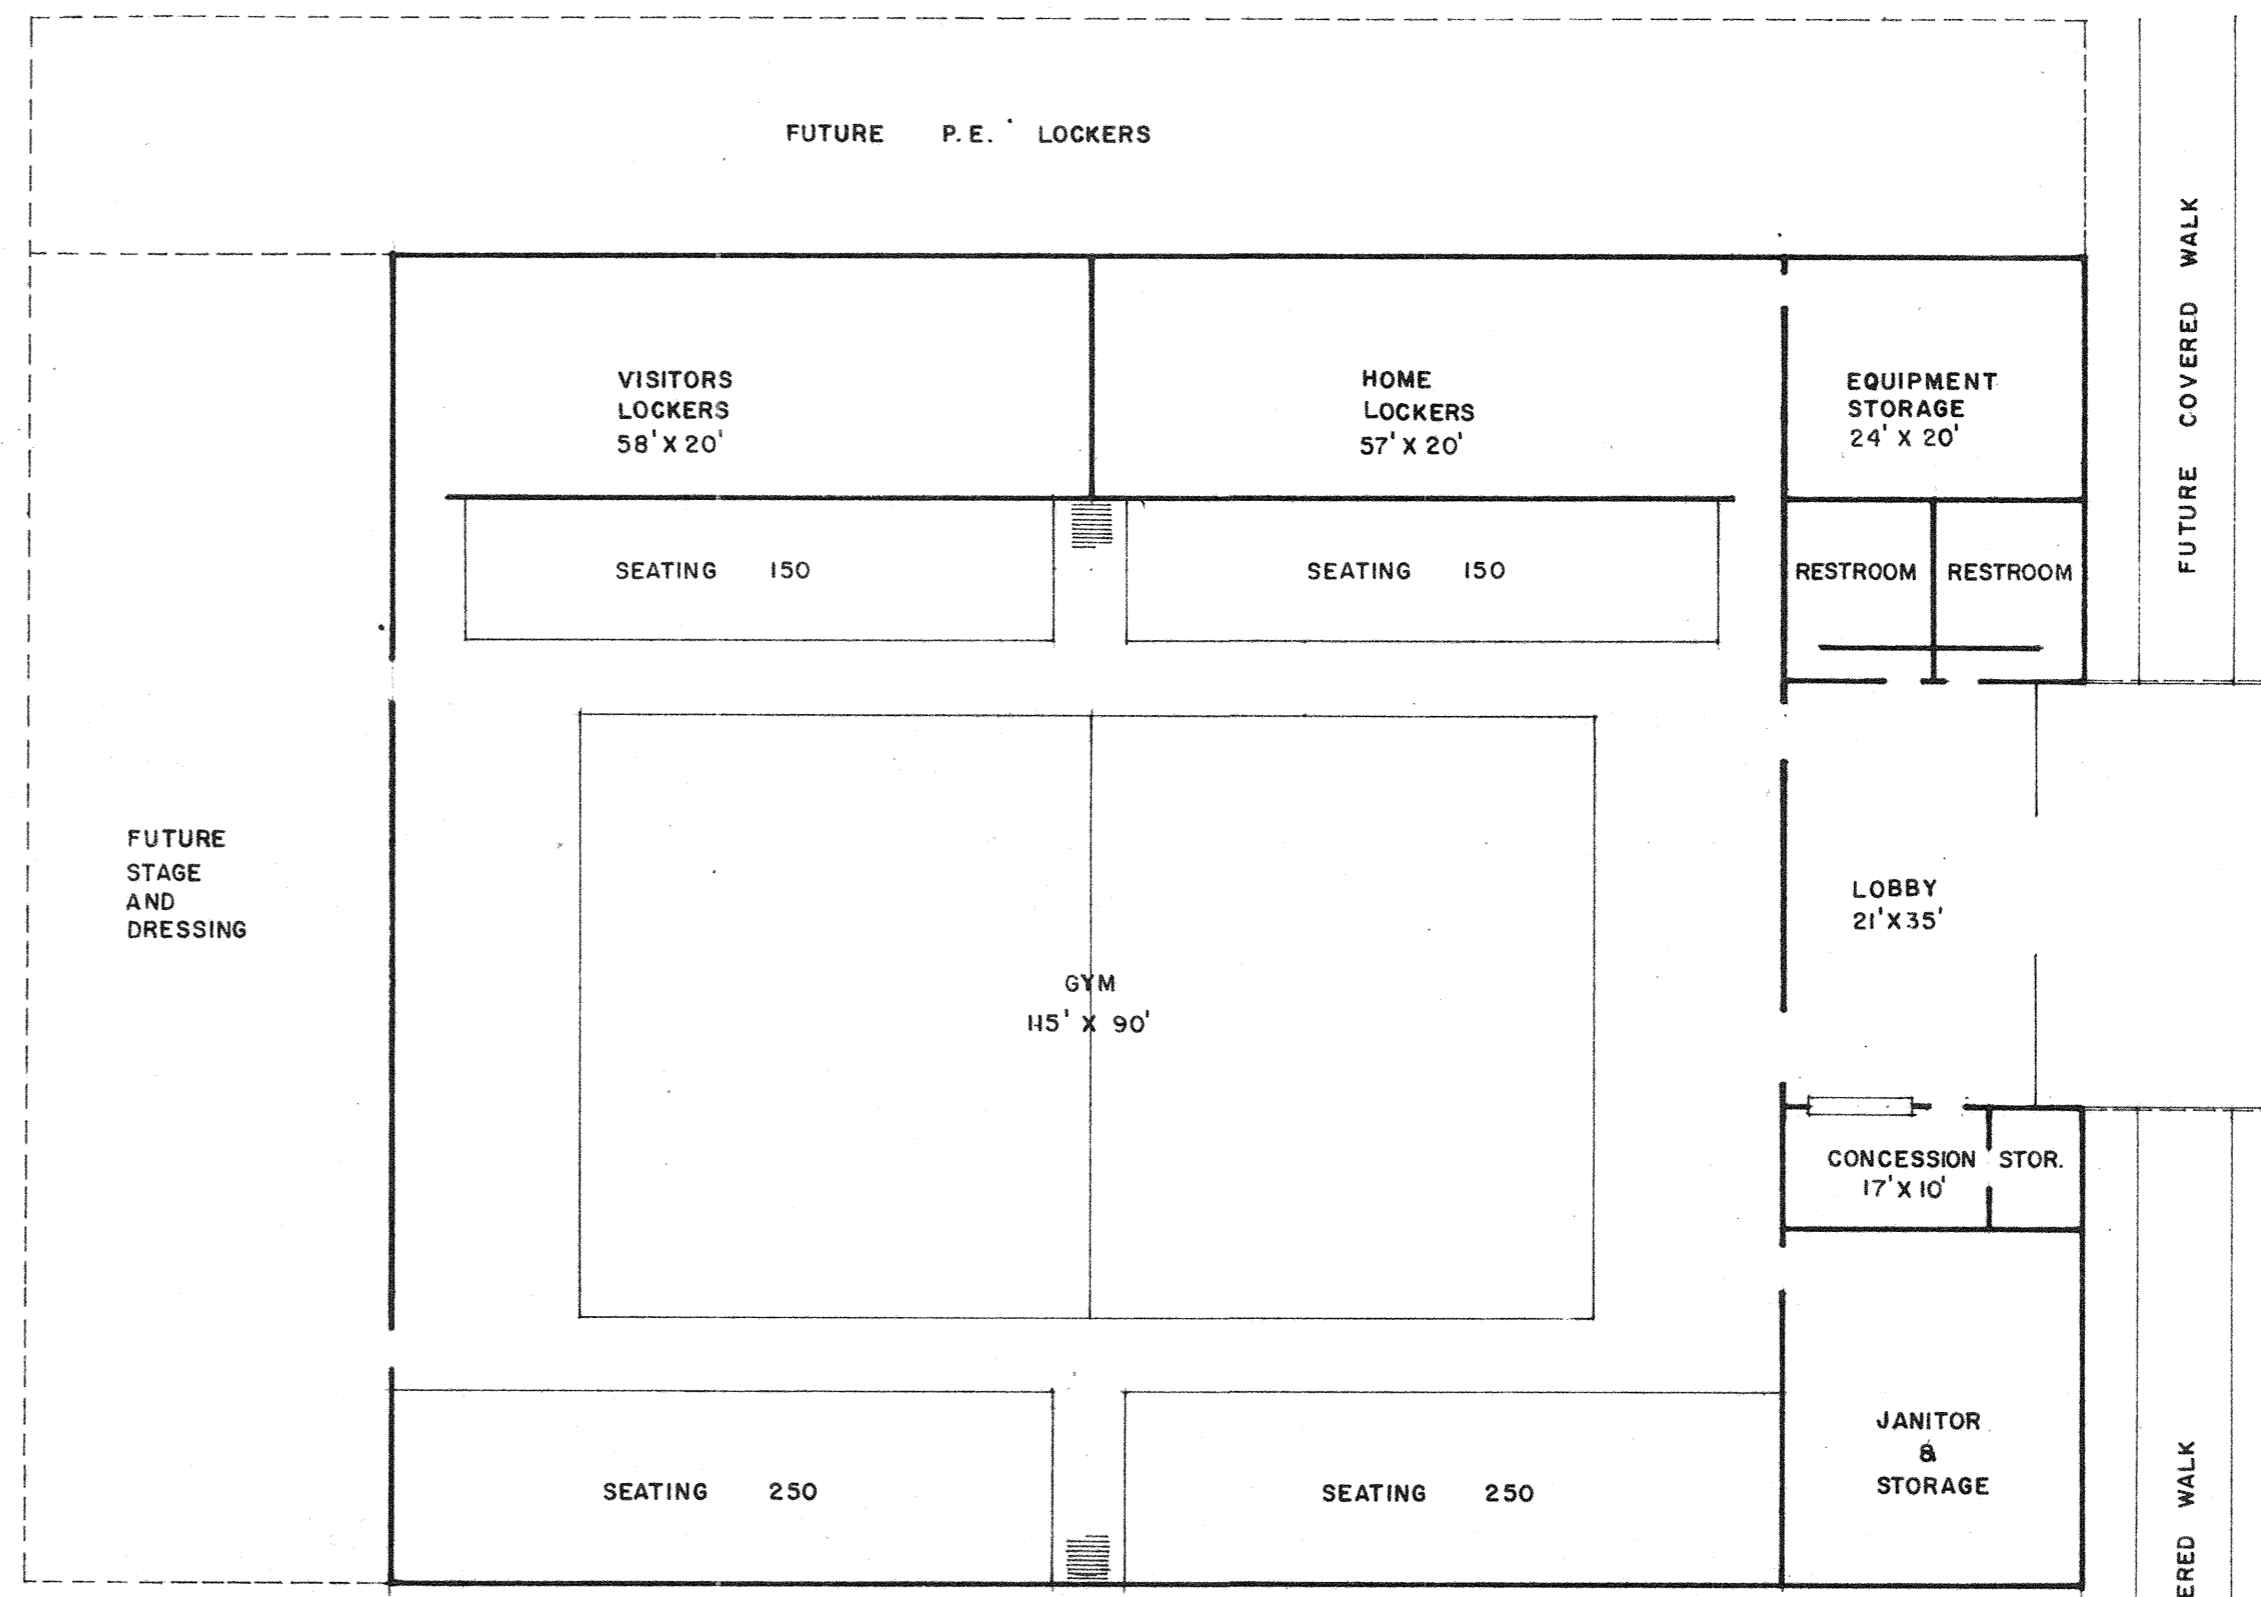 FUTURE P.E. LOCKERS
FUTURE COVERED WALK
VISITORS
LOCKERS
58' X 20'
HOME
LOCKERS
57' X 20'
EQUIPMENT
STORAGE
24' X 20'
SEATING 150
SEATING 150
RESTROOM
RESTROOM
FUTURE
STAGE
AND
DRESSING
LOBBY
21' X 35'
GYM
115' X 90'
CONCESSION
17' X 10'
STOR.
JANITOR
&
STORAGE
SEATING 250
SEATING 250
ERED WALK